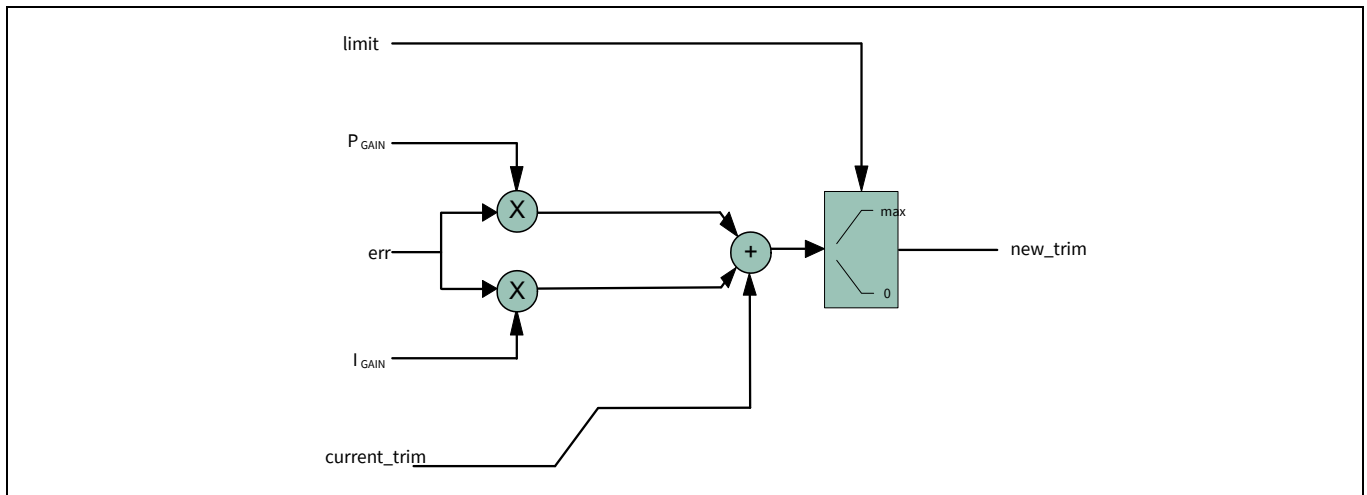 limit
P GAIN
X
max
err
+
new_trim
X
0
I GAIN
current_trim